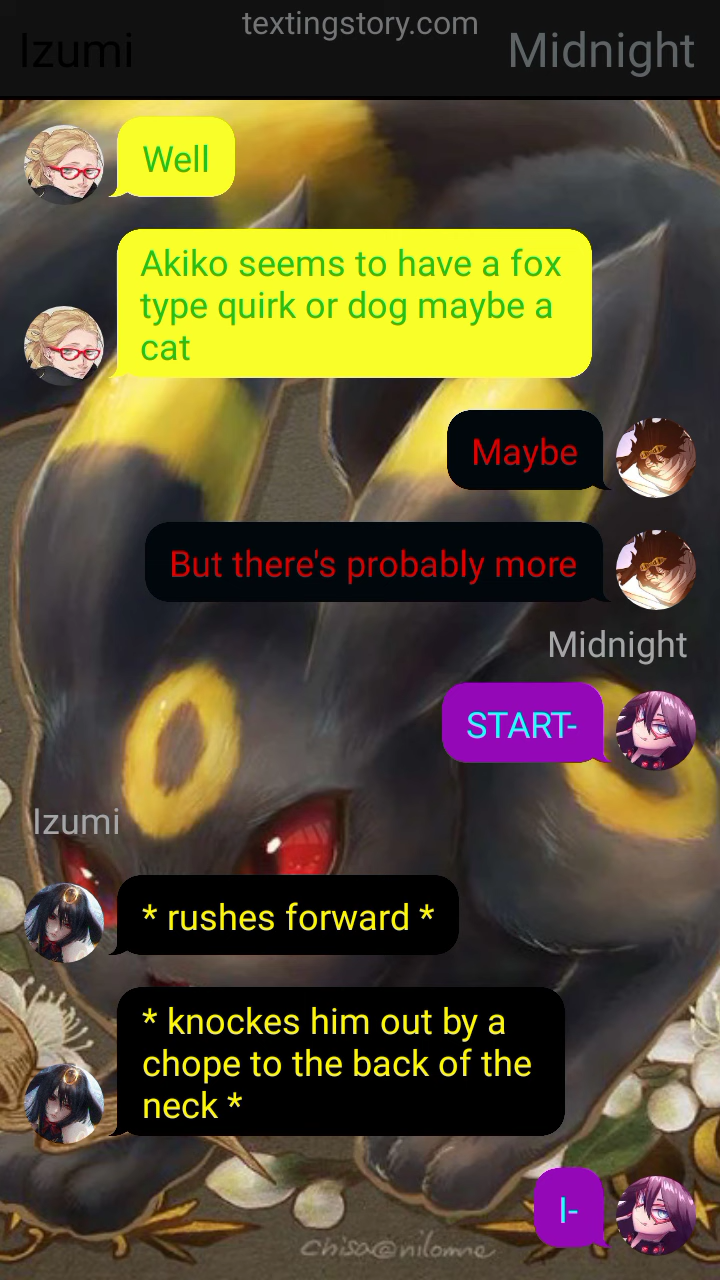 textingstory.com
Izumi
Midnight
Well
Akiko seems to have a fox
type quirk or dog maybe a
cat
Maybe
But there's probably more
Midnight
START-
Izumi
* rushes forward *
* knockes him out by a
chope to the back of the
neck *
I-
chisa@nilomne